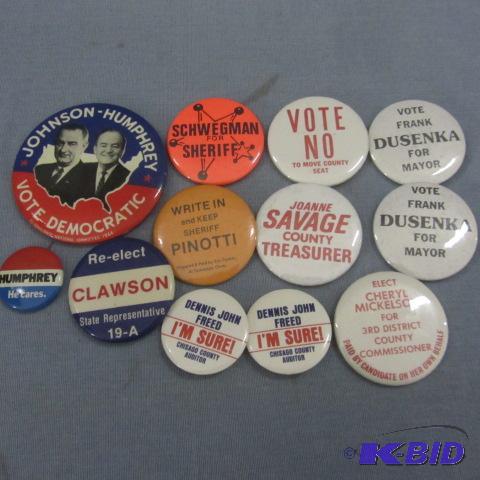 JOHNSON-HUMPHREY
VOTE DEMOCRATIC
SCHWEGMAN
FOR
SHERIFF
VOTE
NO
TO MOVE COUNTY
SEAT
VOTE
FRANK
DUSENKA
FOR
MAYOR
WRITE IN
and KEEP
SHERIFF
PINOTTI
JOANNE
SAVAGE
COUNTY
TREASURER
VOTE
FRANK
DUSENKA
FOR
MAYOR
HUMPHREY
He cares.
Re-elect
CLAWSON
State Representative
19-A
DENNIS JOHN
FREED
I'M SURE!
CHISAGO COUNTY
AUDITOR
DENNIS JOHN
FREED
I'M SURE!
CHISAGO COUNTY
AUDITOR
ELECT
CHERYL
MICKELSON
FOR
3RD DISTRICT
COUNTY
COMMISSIONER
PAID BY CANDIDATE ON HER OWN BEHALF
© K-BID